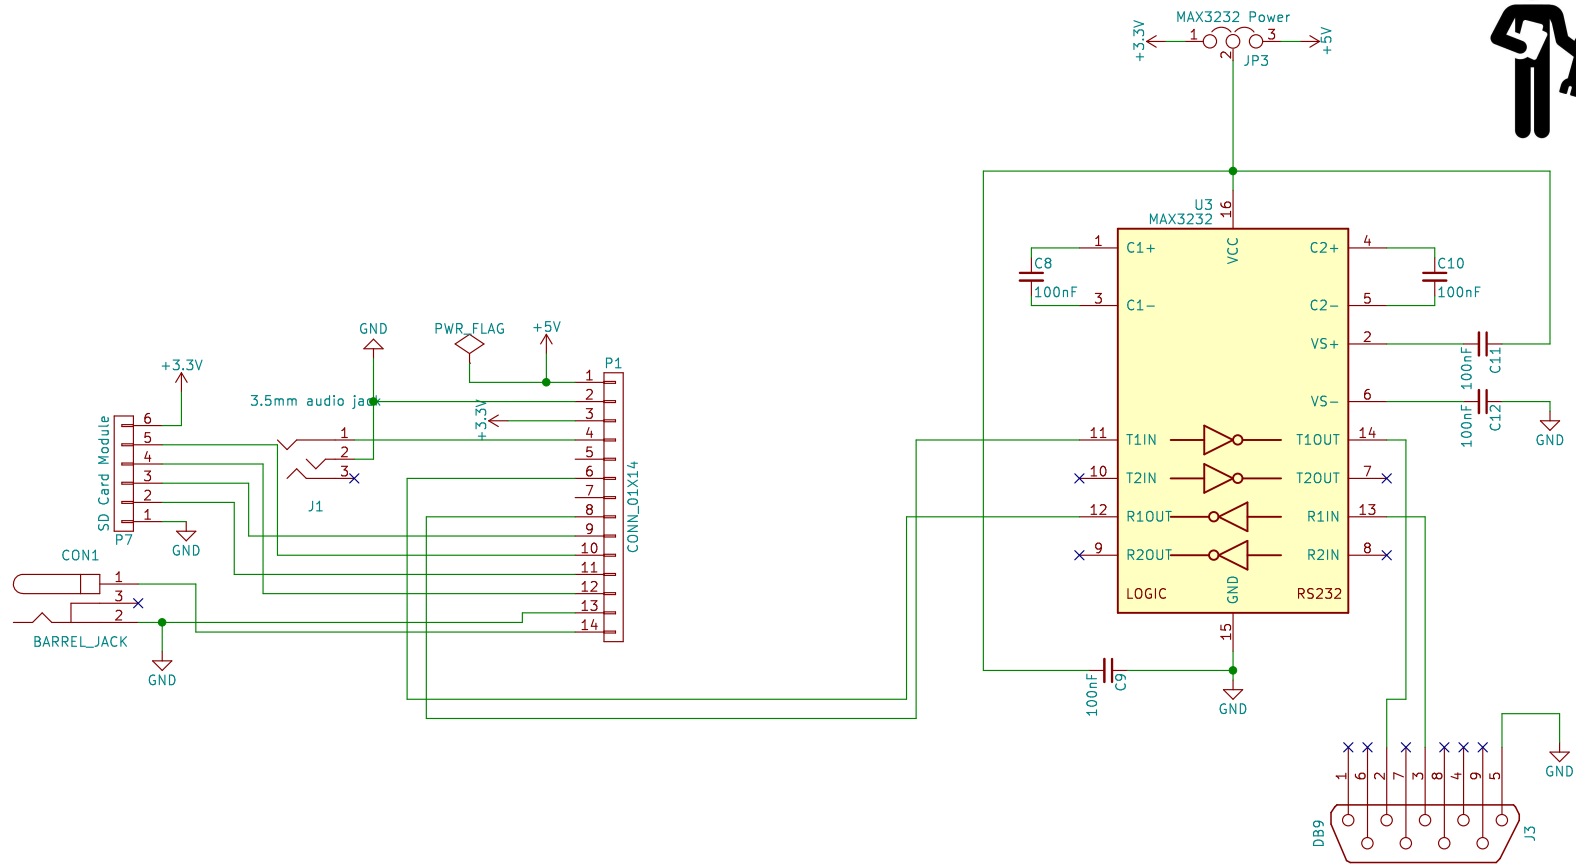 MAX3232 Power
+3.3V
1
2
3
+5V
JP3
U3
MAX3232
16
VCC
1
C1+
C2+
4
C8
100nF
C10
100nF
3
C1-
C2-
5
VS+
2
100nF
C11
VS-
6
100nF
C12
GND
11
T1IN
T1OUT
14
10
T2IN
T2OUT
7
12
R1OUT
R1IN
13
9
R2OUT
R2IN
8
LOGIC
GND
RS232
15
100nF
C9
GND
GND
PWR_FLAG
+5V
P1
+3.3V
3.5mm audio jack
+3.3V
1
2
3
4
5
6
7
8
9
10
11
12
13
14
CONN_01X14
1
2
3
J1
SD Card Module
6
5
4
3
2
1
P7
GND
CON1
1
3
2
BARREL_JACK
GND
GND
1
6
2
7
3
8
4
9
5
DB9
J3